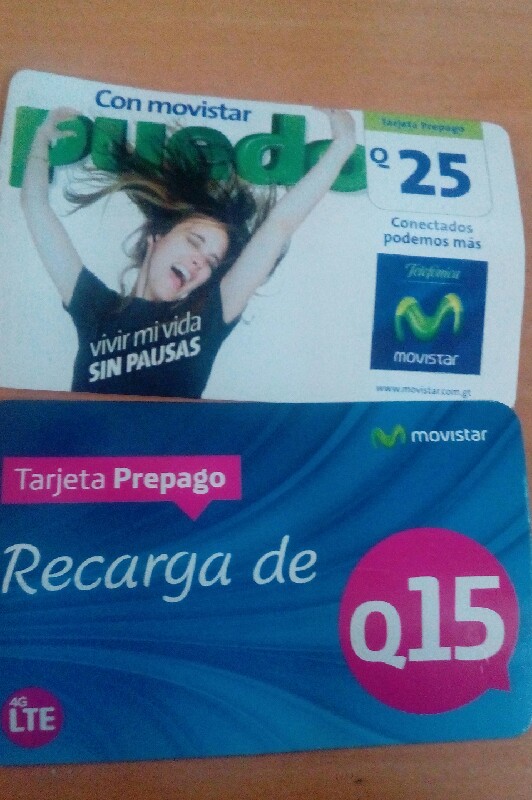 Con movistar
puedo
Tarjeta Prepago
Q25
Conectados
podemos más
Telefónica
movistar
www.movistar.com.gt
vivir mi vida
SIN PAUSAS
movistar
Tarjeta Prepago
Recarga de
Q15
4G
LTE